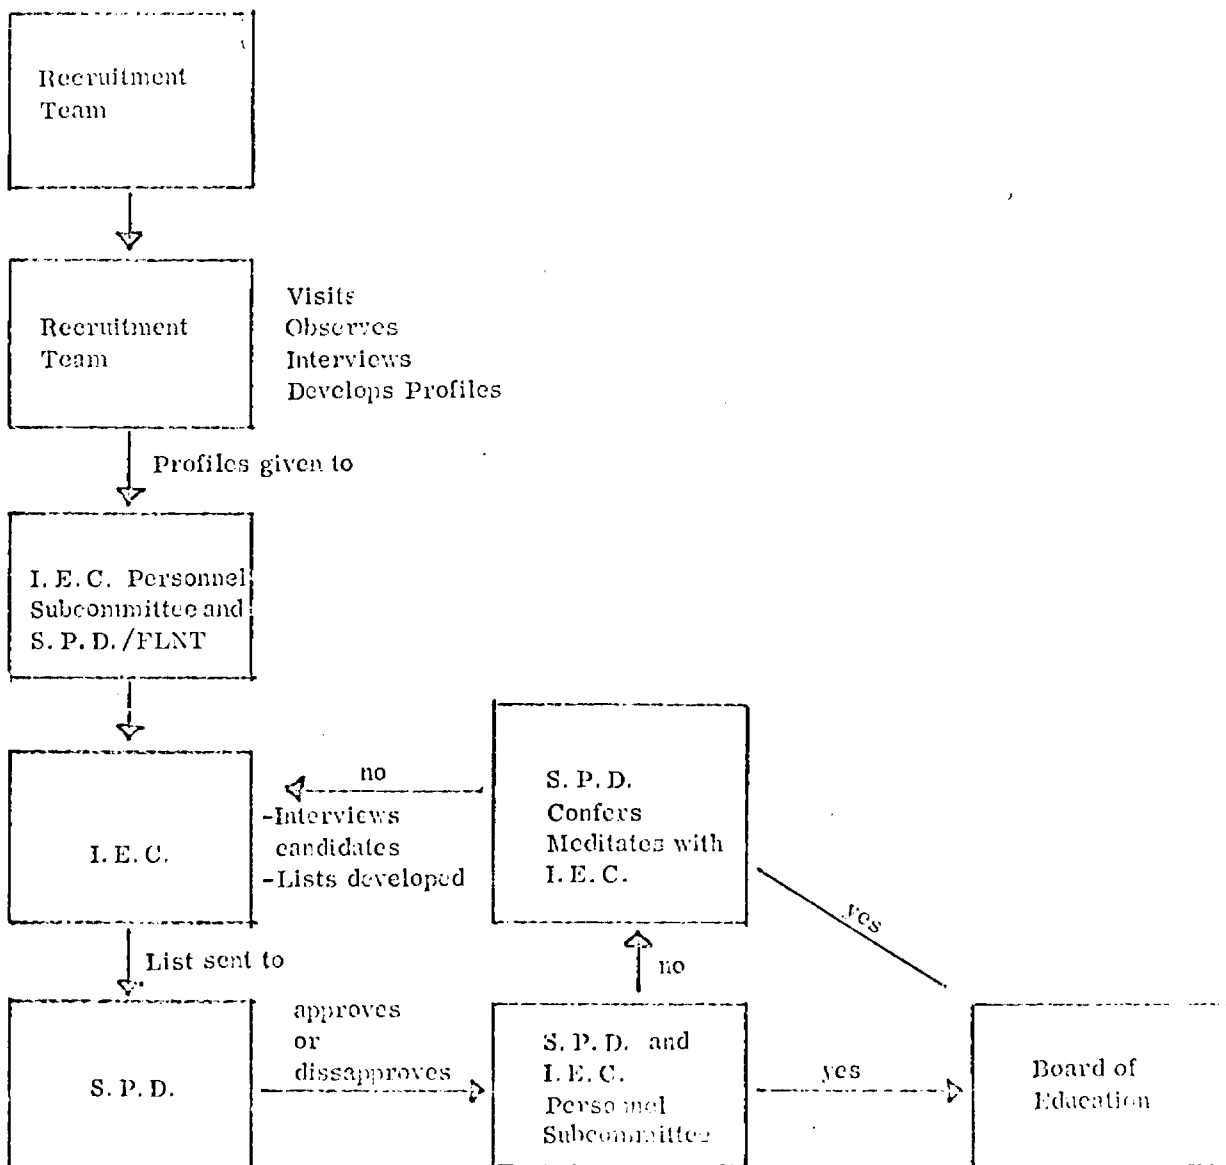 Recruitment
Team
Recruitment
Team
Visits
Observes
Interviews
Develops Profiles
Profiles given to
I. E. C. Personnel
Subcommittee and
S. P. D. /FLNT
I. E. C.
-Interviews
candidates
-Lists developed
no
S. P. D.
Confers
Meditates with
I. E. C.
yes
List sent to
no
S. P. D.
approves
or
dissapproves
S. P. D. and
I. E. C.
Personnel
Subcommittee
yes
Board of
Education